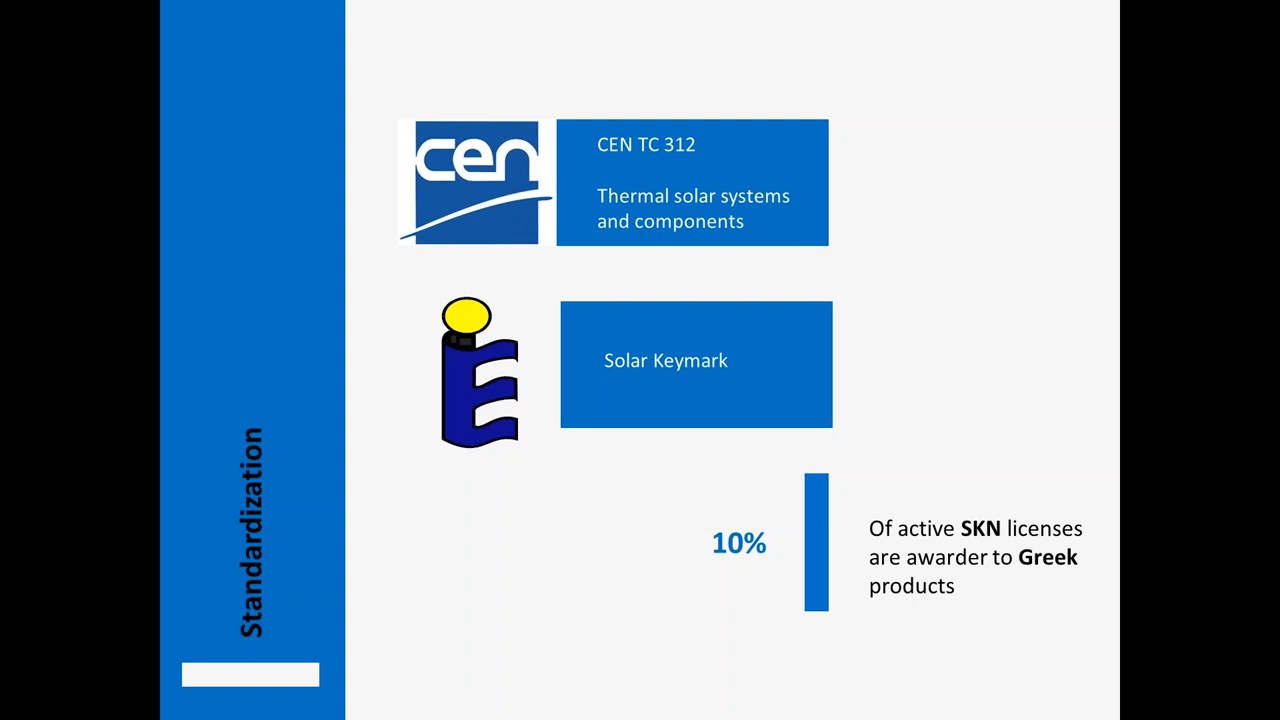 Standardization
cen
CEN TC 312
Thermal solar systems
and components
Solar Keymark
10%
Of active SKN licenses
are awarder to Greek
products